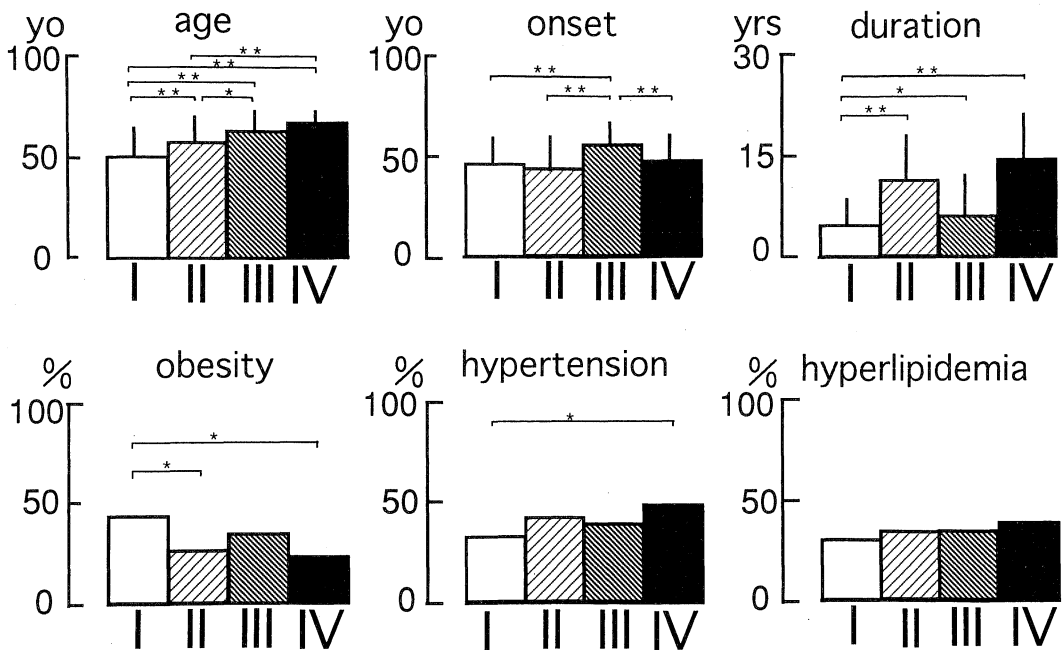 yo age
100
** 
**
**
** *
50
0
I II III IV
yo onset
100
**
** **
50
0
I II III IV
yrs duration
30
**
*
**
15
0
I II III IV
% obesity
100
*
*
50
0
I II III IV
% hypertension
100
*
50
0
I II III IV
% hyperlipidemia
100
50
0
I II III IV